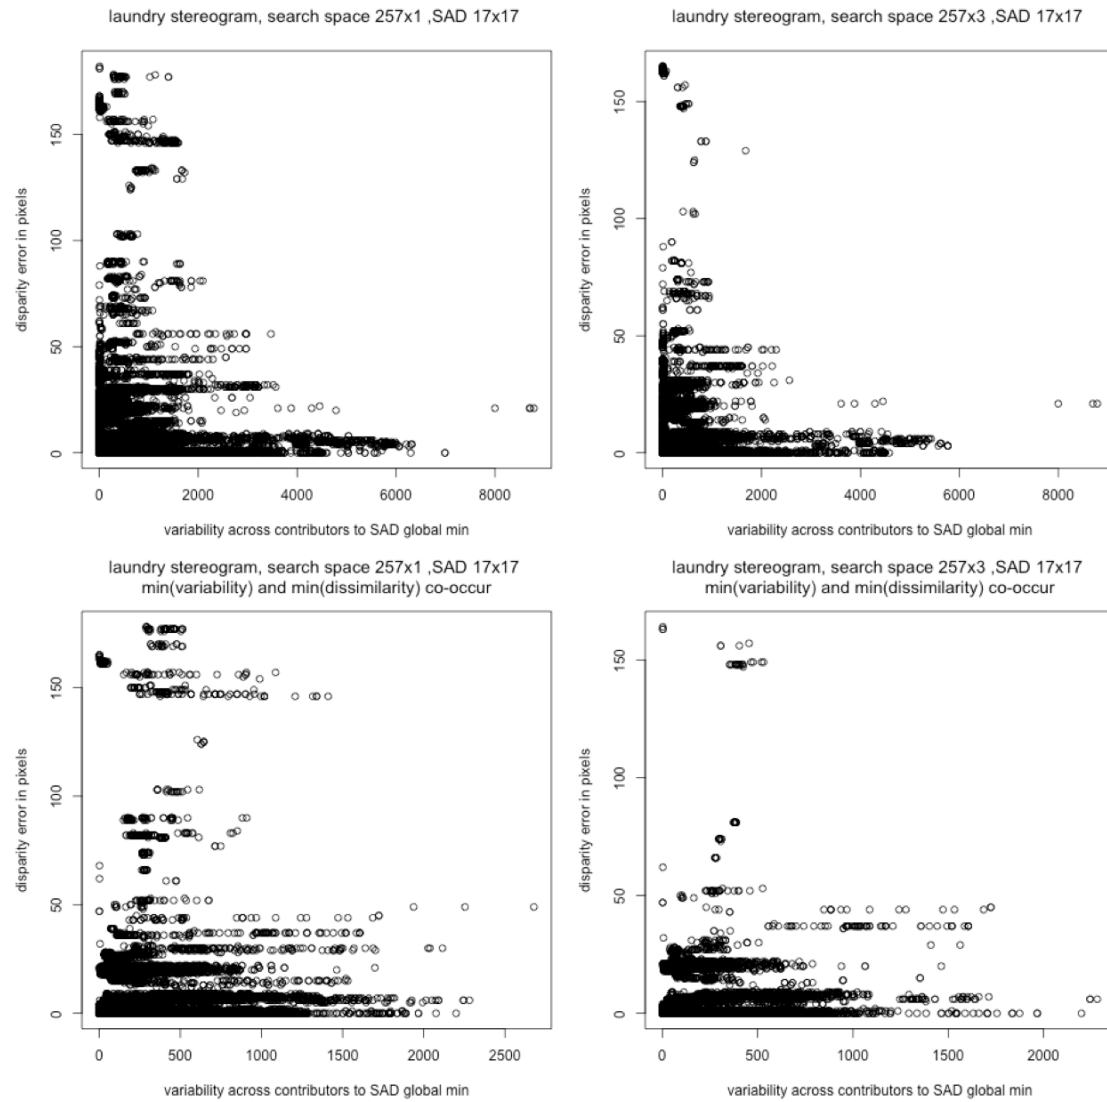 laundry stereogram, search space 257x1 ,SAD 17x17
disparity error in pixels
150
100
50
0
0 2000 4000 6000 8000
variability across contributors to SAD global min
laundry stereogram, search space 257x3 ,SAD 17x17
disparity error in pixels
150
100
50
0
0 2000 4000 6000 8000
variability across contributors to SAD global min
laundry stereogram, search space 257x1 ,SAD 17x17
min(variability) and min(dissimilarity) co-occur
disparity error in pixels
150
100
50
0
0 500 1000 1500 2000 2500
variability across contributors to SAD global min
laundry stereogram, search space 257x3 ,SAD 17x17
min(variability) and min(dissimilarity) co-occur
disparity error in pixels
150
100
50
0
0 500 1000 1500 2000
variability across contributors to SAD global min